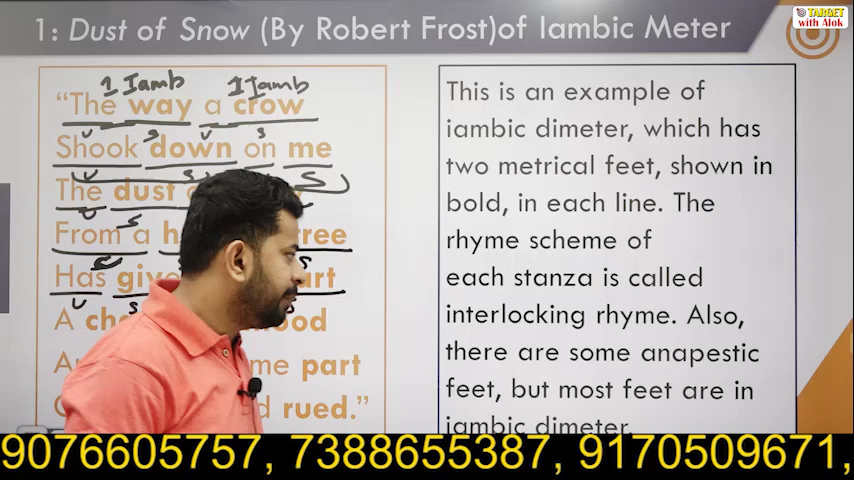 1: Dust of Snow (By Robert Frost)of Iambic Meter
TARGET
with Alok
1 Iamb 1 Iamb
“The way a crow
Shook down on me
The dust
From a tree
Has
A
me part
rued.”
This is an example of
iambic dimeter, which has
two metrical feet, shown in
bold, in each line. The
rhyme scheme of
each stanza is called
interlocking rhyme. Also,
there are some anapestic
feet, but most feet are in
iambic dimeter.
9076605757, 7388655387, 9170509671,